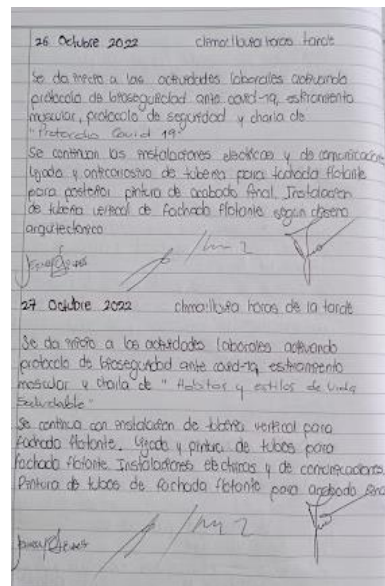 26 Octubre 2022 clima: lluvia horas tarde
Se da inicio a las actividades laborales activando
protocolo de bioseguridad ante covid-19, estiramiento
muscular, protocolo de seguridad y charla de
"Protocolo Covid 19"
Se continuan las instalaciones electricas y de comunicaciones
lijado y anticorosivo de tuberia para fachada flotante
para posterior pintura de acabado final. Instalacion
de tuberia vertical de fachada flotante segun diseño
arquitectonico
27 Octubre 2022 clima: lluvia horas de la tarde
Se da inicio a las actividades laborales activando
protocolo de bioseguridad ante covid-19, estiramiento
muscular y charla de " Habitos y estilos de vida
Saludable"
Se continua con instalacion de tuberia vertical para
fachada flotante. lijado y pintura de tubos para
fachada flotante. Instalaciones electricas y de comunicaciones.
Pintura de tubos de fachada flotante para acabado final